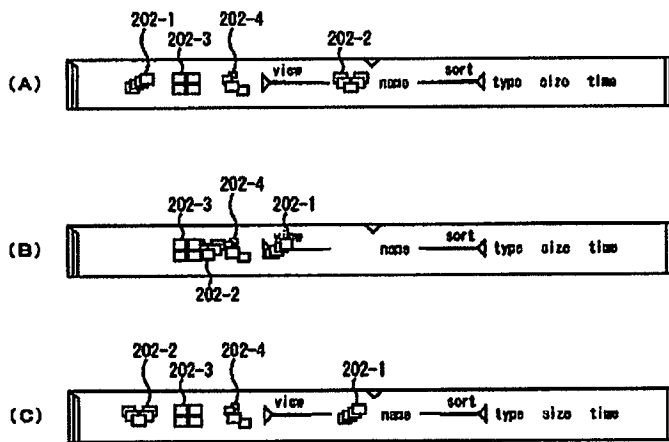 202-1 202-3 202-4 202-2
(A) view name sort type size time
202-3 202-4 202-1
(B) view name sort type size time
202-2
202-2 202-3 202-4 202-1
(C) view name sort type size time